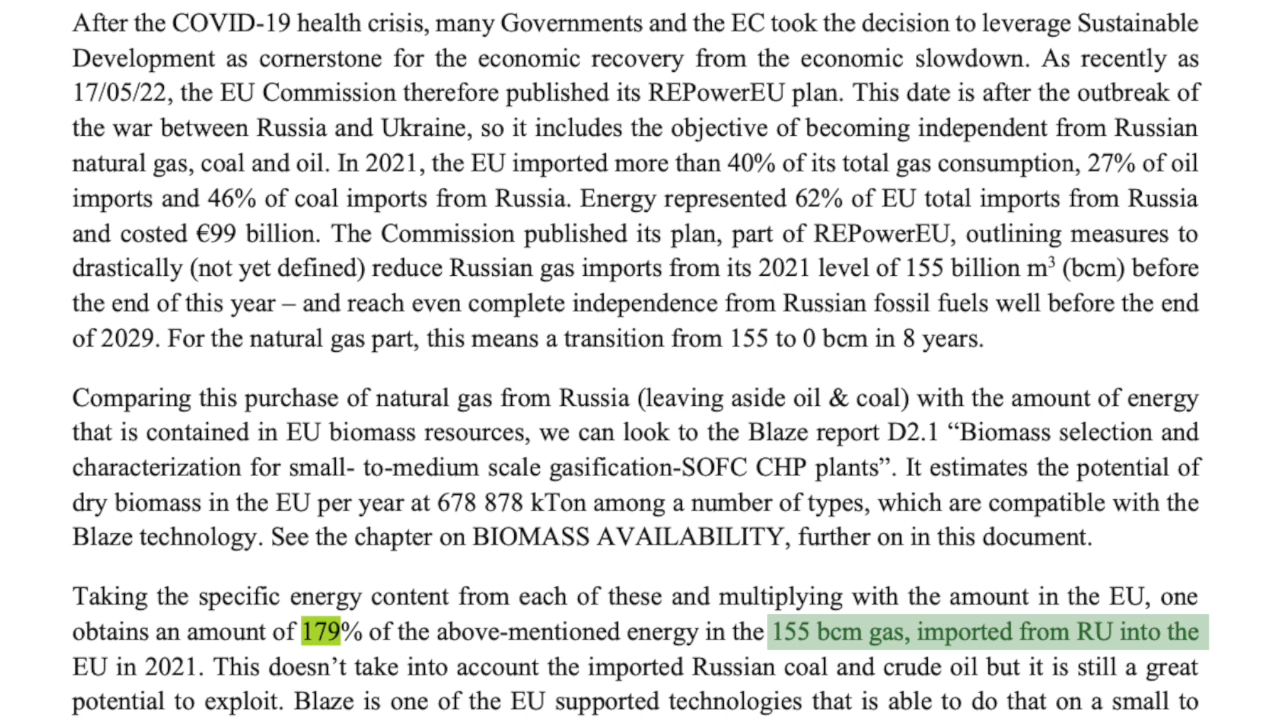 After the COVID-19 health crisis, many Governments and the EC took the decision to leverage Sustainable
Development as cornerstone for the economic recovery from the economic slowdown. As recently as
17/05/22, the EU Commission therefore published its REPowerEU plan. This date is after the outbreak of
the war between Russia and Ukraine, so it includes the objective of becoming independent from Russian
natural gas, coal and oil. In 2021, the EU imported more than 40% of its total gas consumption, 27% of oil
imports and 46% of coal imports from Russia. Energy represented 62% of EU total imports from Russia
and costed €99 billion. The Commission published its plan, part of REPowerEU, outlining measures to
drastically (not yet defined) reduce Russian gas imports from its 2021 level of 155 billion m³ (bcm) before
the end of this year – and reach even complete independence from Russian fossil fuels well before the end
of 2029. For the natural gas part, this means a transition from 155 to 0 bcm in 8 years.
Comparing this purchase of natural gas from Russia (leaving aside oil & coal) with the amount of energy
that is contained in EU biomass resources, we can look to the Blaze report D2.1 “Biomass selection and
characterization for small- to-medium scale gasification-SOFC CHP plants”. It estimates the potential of
dry biomass in the EU per year at 678 878 kTon among a number of types, which are compatible with the
Blaze technology. See the chapter on BIOMASS AVAILABILITY, further on in this document.
Taking the specific energy content from each of these and multiplying with the amount in the EU, one
obtains an amount of 179% of the above-mentioned energy in the 155 bcm gas, imported from RU into the
EU in 2021. This doesn’t take into account the imported Russian coal and crude oil but it is still a great
potential to exploit. Blaze is one of the EU supported technologies that is able to do that on a small to